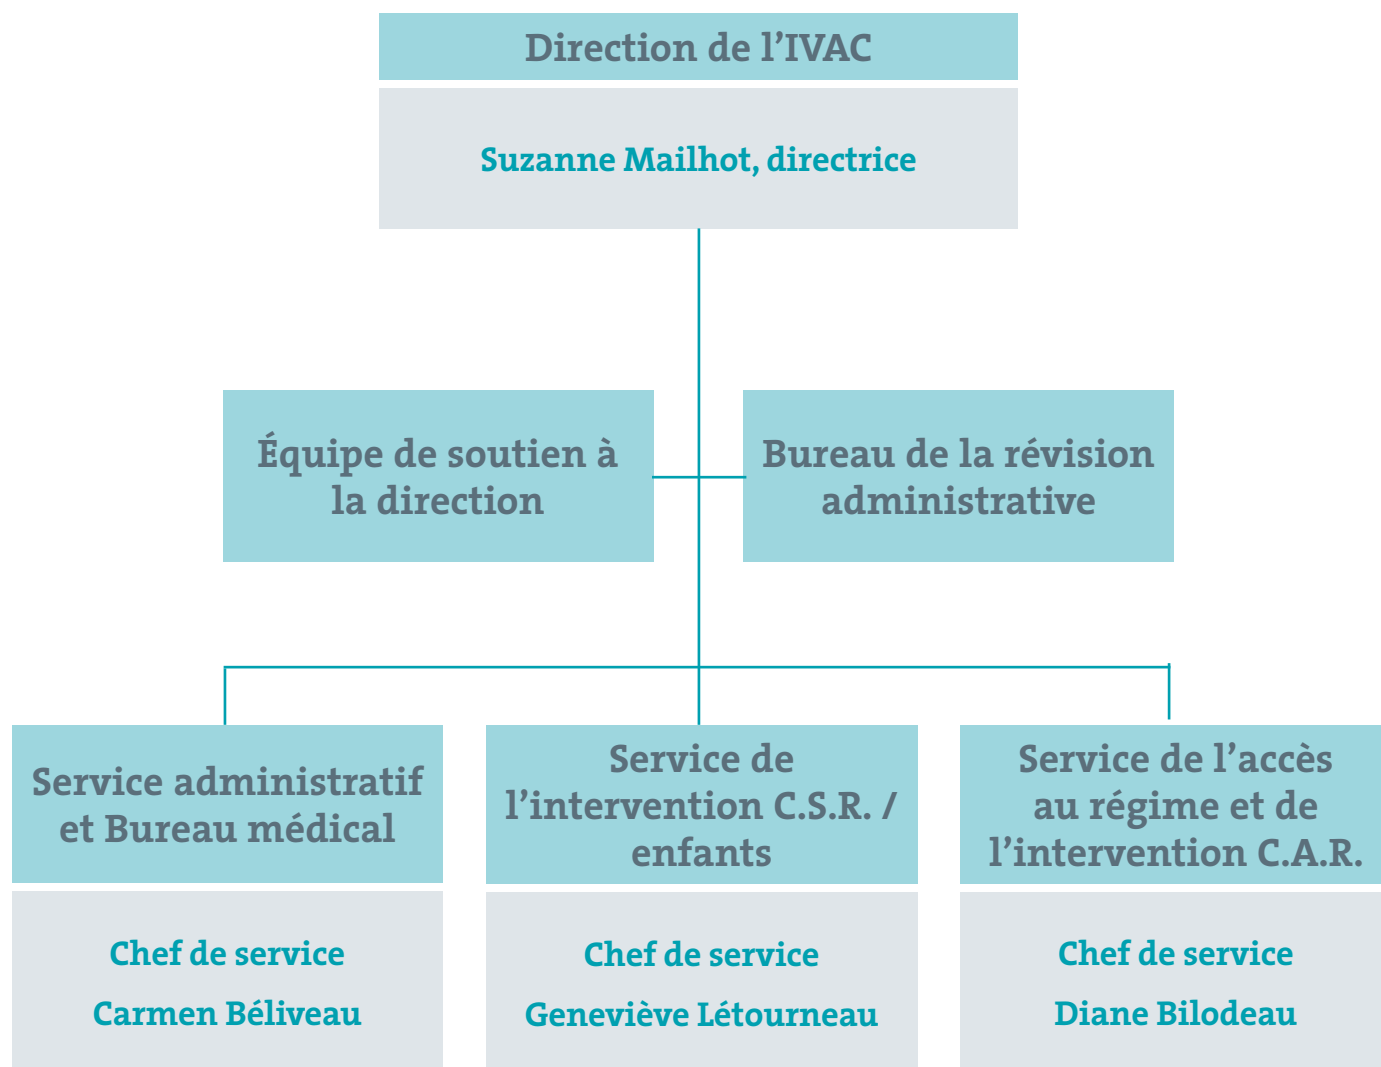 Direction de l’IVAC
Suzanne Mailhot, directrice
Équipe de soutien à
la direction
Bureau de la révision
administrative
Service administratif
et Bureau médical
Chef de service
Carmen Béliveau
Service de
l’intervention C.S.R. /
enfants
Chef de service
Geneviève Létourneau
Service de l’accès
au régime et de
l’intervention C.A.R.
Chef de service
Diane Bilodeau